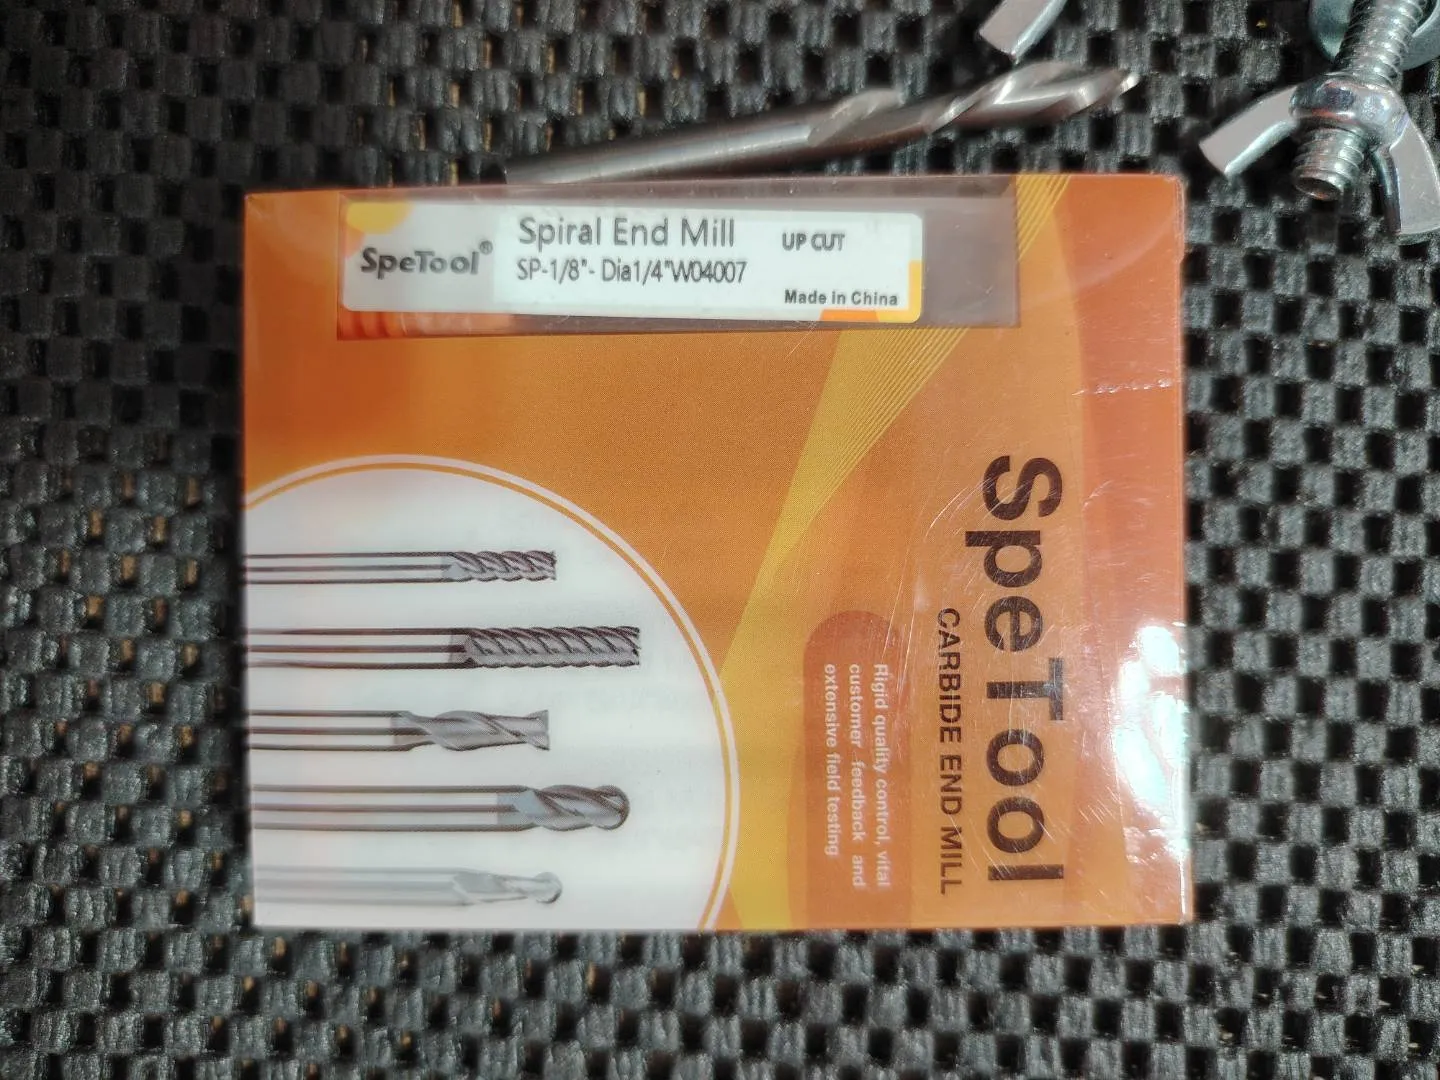 SpeTool®
Spiral End Mill
UP CUT
SP-1/8"- Dia1/4"W04007
Made in China
SpeTool
CARBIDE END MILL
Rigid quality control, vital
customer feedback and
extensive field testing